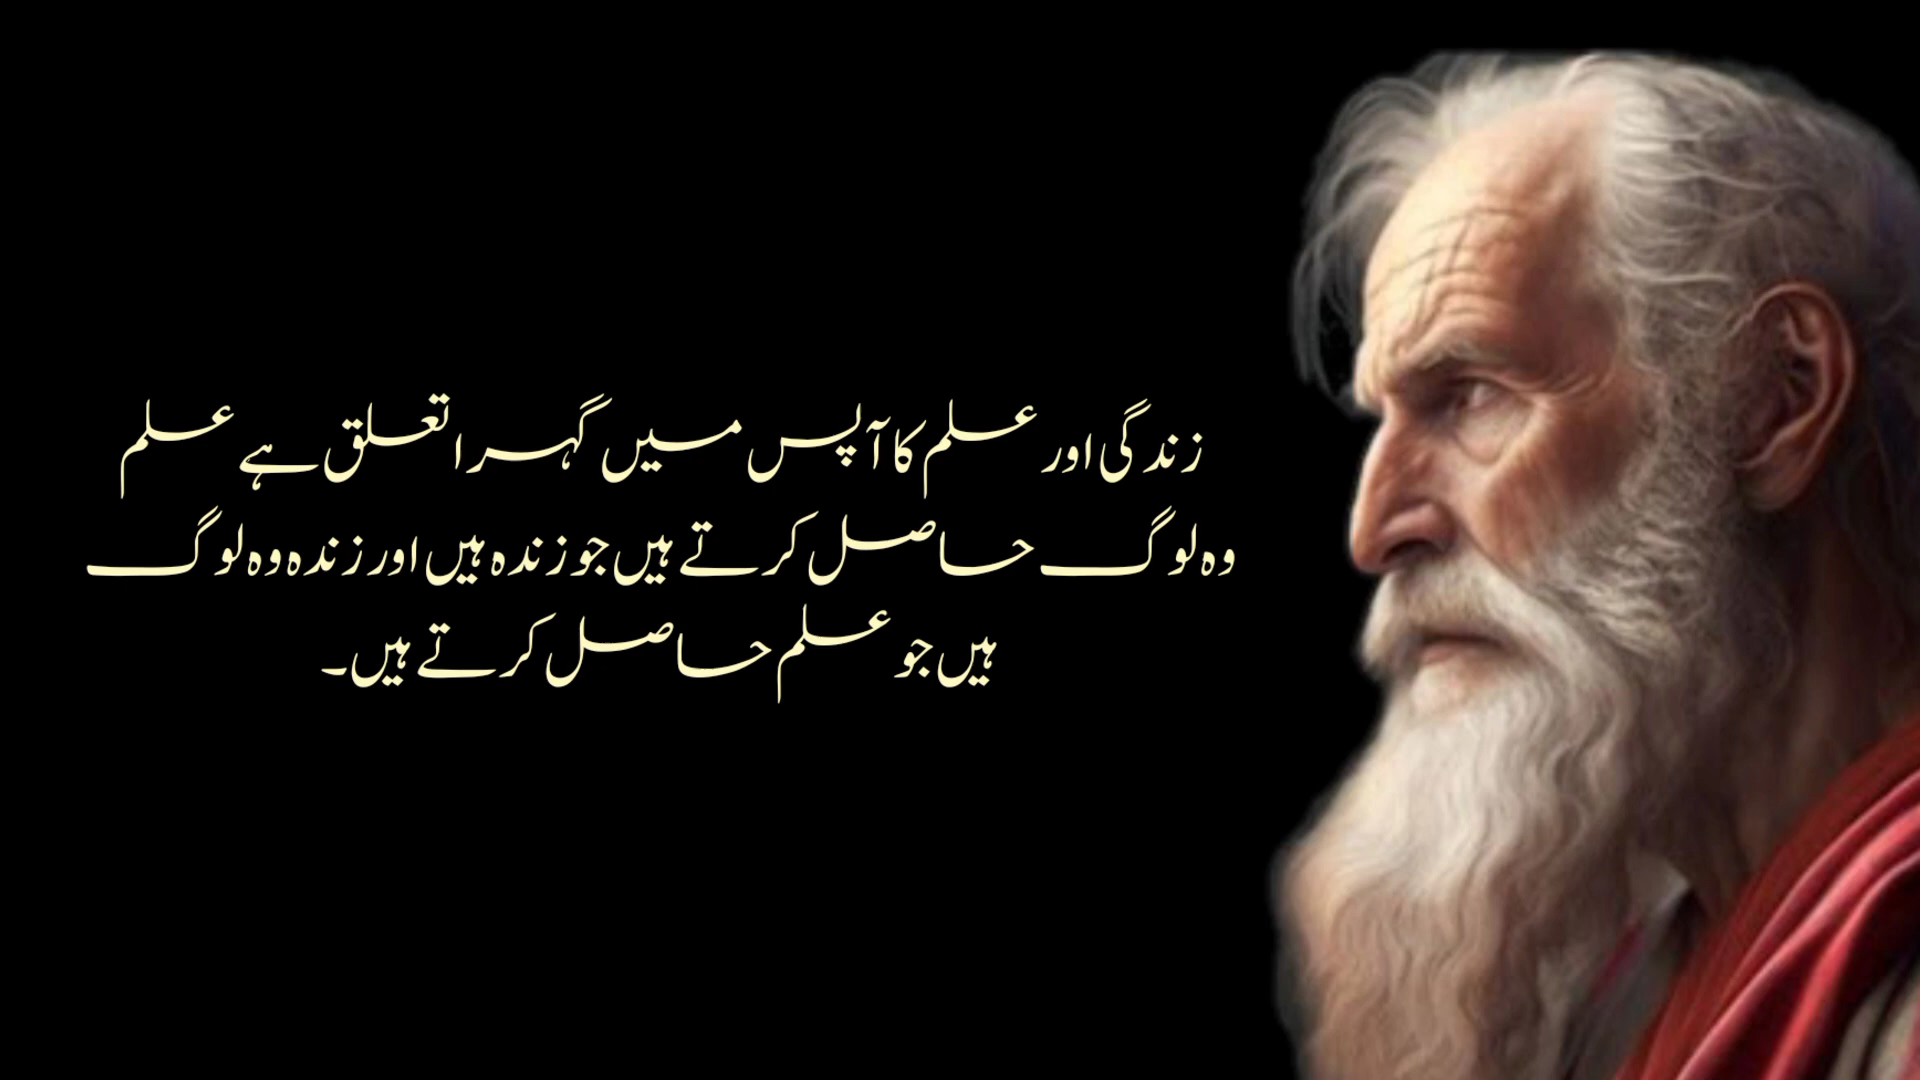 زندگی اور علم کا آپس میں گہرا تعلق ہے علم
وہ لوگ حاصل کرتے ہیں جو زندہ ہیں اور زندہ وہ لوگ
ہیں جو علم حاصل کرتے ہیں۔